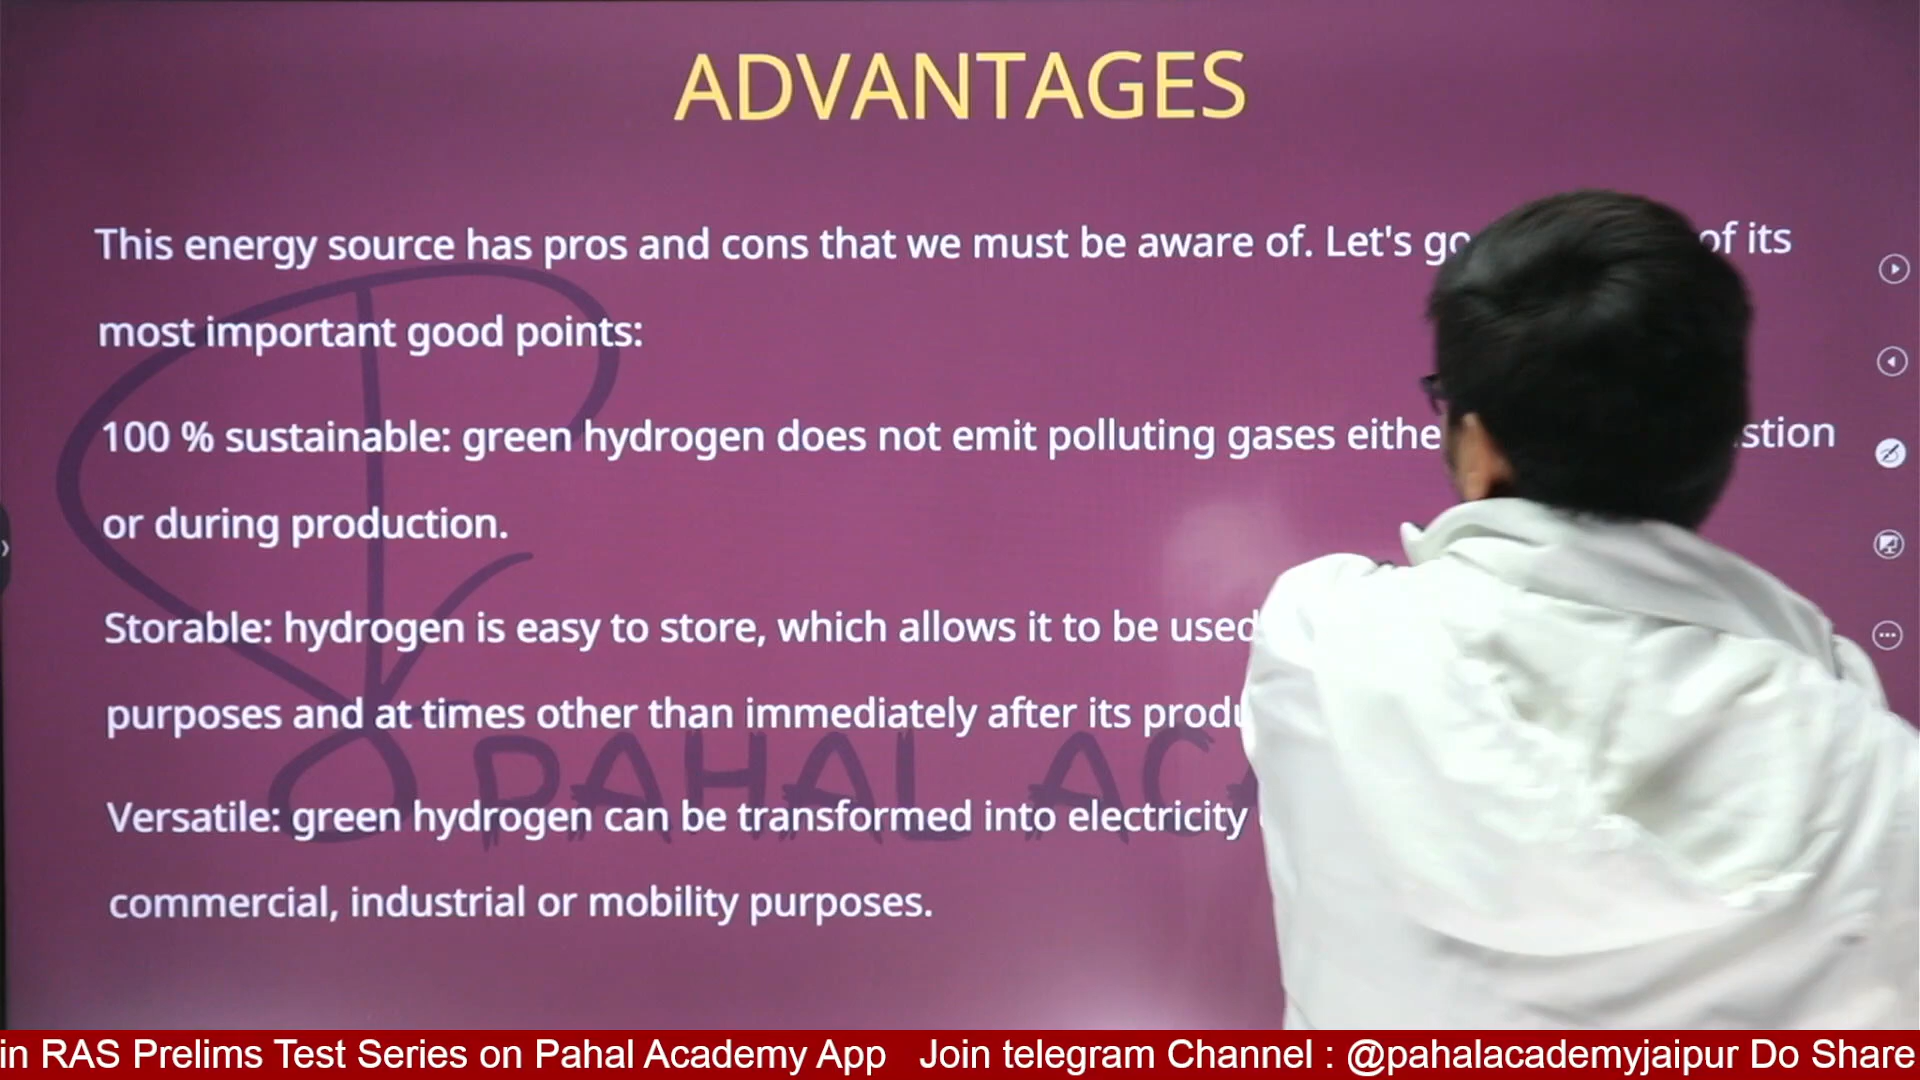 ADVANTAGES
This energy source has pros and cons that we must be aware of. Let's go of its
most important good points:
100 % sustainable: green hydrogen does not emit polluting gases stion
or during production.
Storable: hydrogen is easy to store, which allows it to be used
purposes and at times other than immediately after its
PAHAL
Versatile: green hydrogen can be transformed into electricity
commercial, industrial or mobility purposes.
in RAS Prelims Test Series on Pahal Academy App Join telegram Channel : @pahalacademyjaipur Do Share